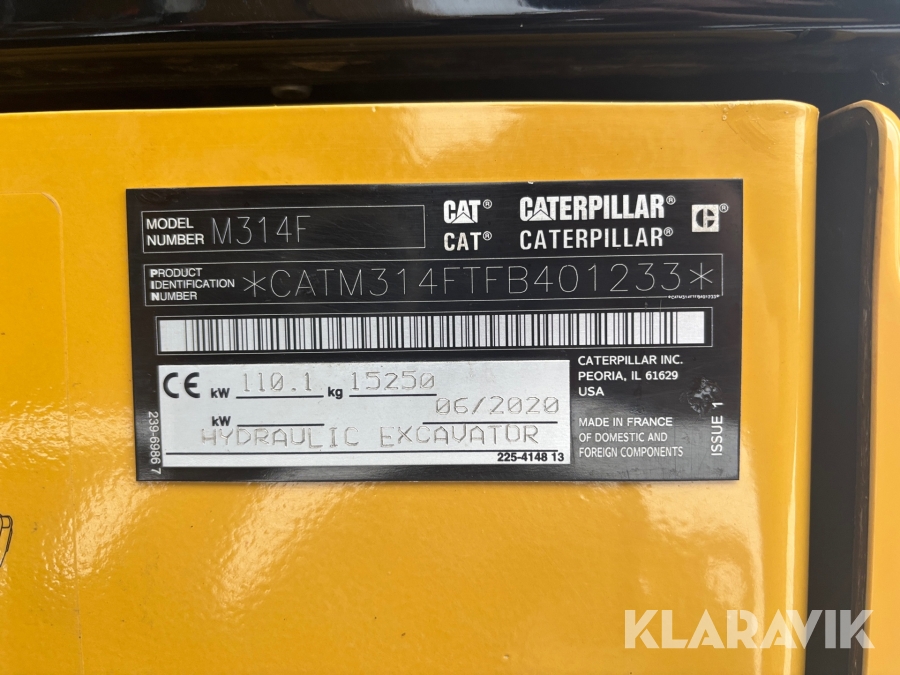 MODEL NUMBER M314F
CAT® CATERPILLAR® C®
CAT® CATERPILLAR®
PRODUCT IDENTIFICATION NUMBER *CATM314FTFB401233*
*CATM314FTFB401233*
CE kW 110.1 kg 15250
kW 06/2020
HYDRAULIC EXCAVATOR
225-4148 13
CATERPILLAR INC.
PEORIA, IL 61629
USA
MADE IN FRANCE
OF DOMESTIC AND
FOREIGN COMPONENTS
ISSUE 1
239-6986 7
KLARAVIK